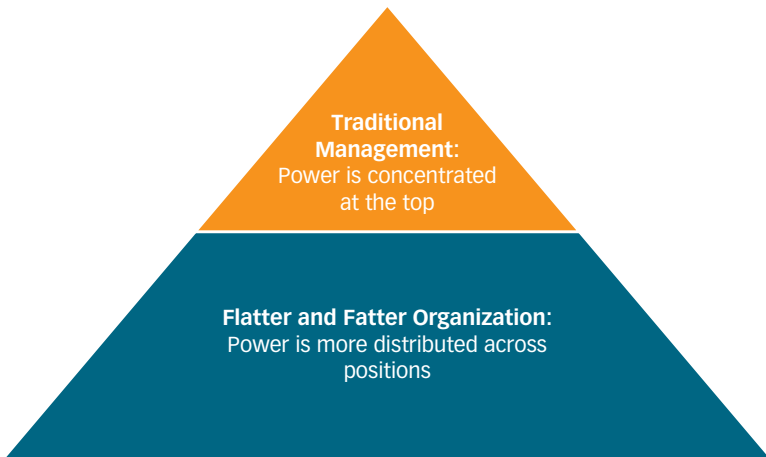 Traditional
Management:
Power is concentrated
at the top
Flatter and Fatter Organization:
Power is more distributed across
positions